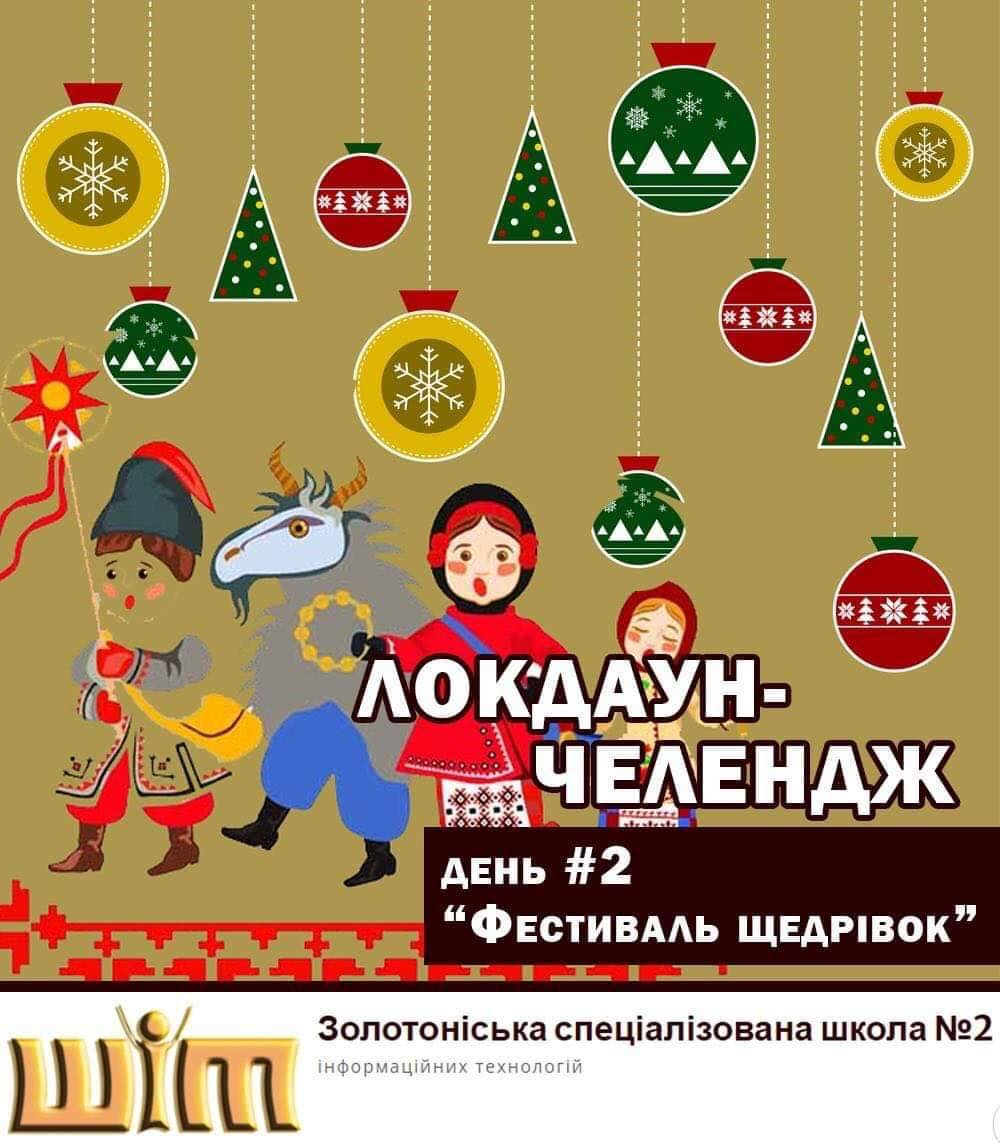 ЛОКДАУН-
ЧЕЛЕНДЖ
ДЕНЬ #2
“ФЕСТИВАЛЬ ЩЕДРІВОК”
шіт
Золотоніська спеціалізована школа №2
інформаційних технологій